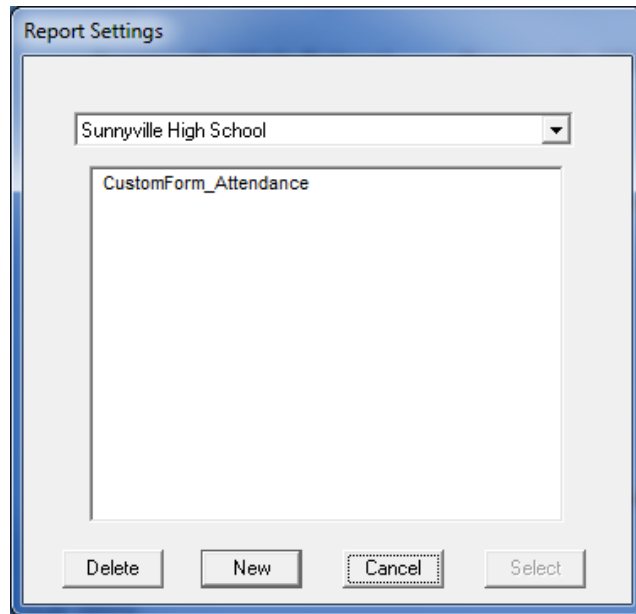 Report Settings
Sunnyville High School
CustomForm_Attendance
Delete New Cancel Select